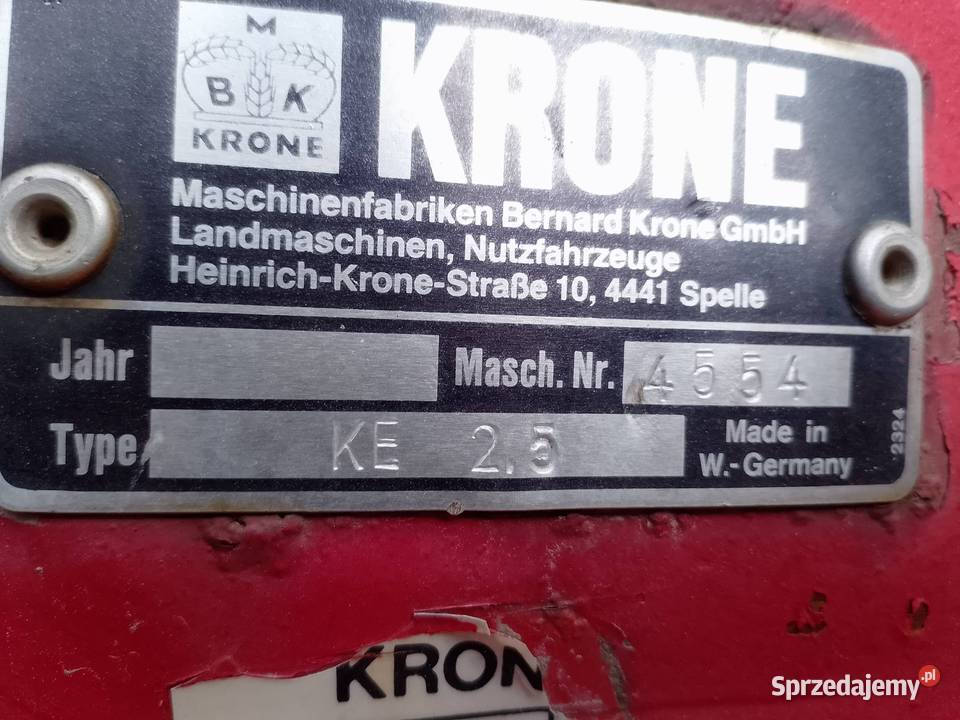 M
B K
KRONE
KRONE
Maschinenfabriken Bernard Krone GmbH
Landmaschinen, Nutzfahrzeuge
Heinrich-Krone-Straße 10, 4441 Spelle
Jahr
Masch. Nr. 4554
Type KE 2,5
Made in
W.-Germany
2324
KRON
Sprzedajemy.pl